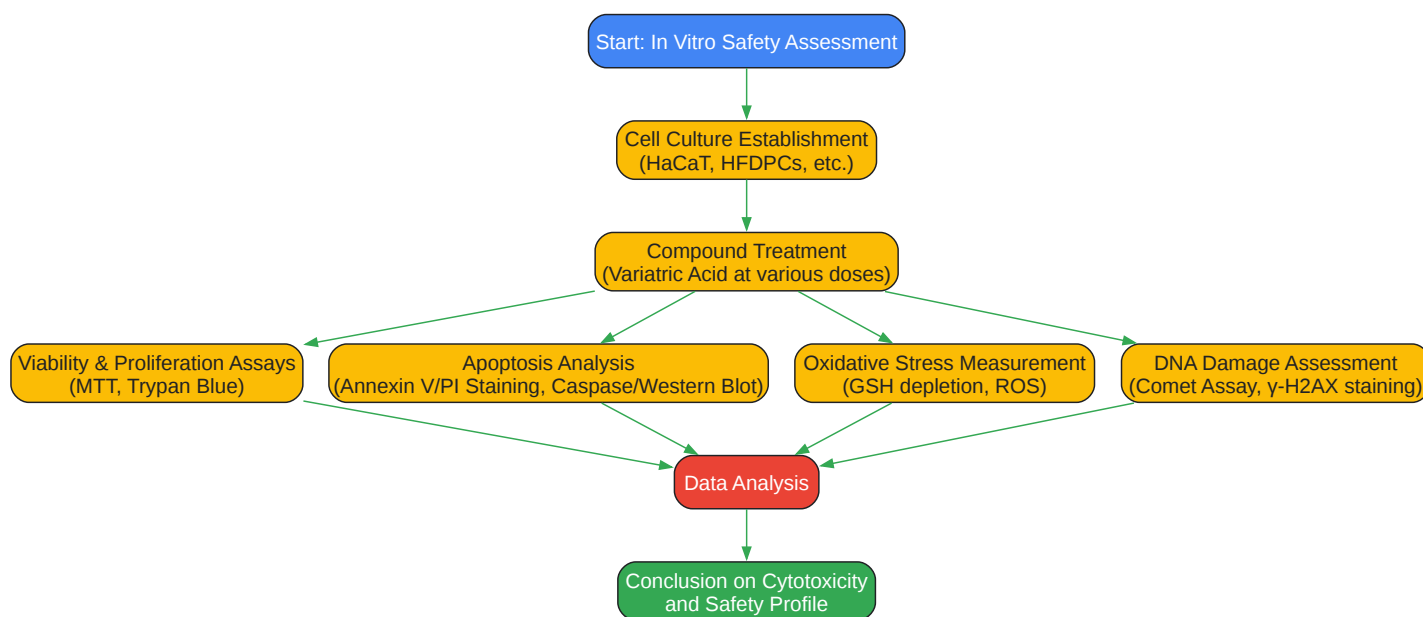 Start: In Vitro Safety Assessment
Cell Culture Establishment
(HaCaT, HFDPCs, etc.)
Compound Treatment
(Variatric Acid at various doses)
Viability & Proliferation Assays
(MTT, Trypan Blue)
Apoptosis Analysis
(Annexin V/PI Staining, Caspase/Western Blot)
Oxidative Stress Measurement
(GSH depletion, ROS)
DNA Damage Assessment
(Comet Assay, γ-H2AX staining)
Data Analysis
Conclusion on Cytotoxicity
and Safety Profile